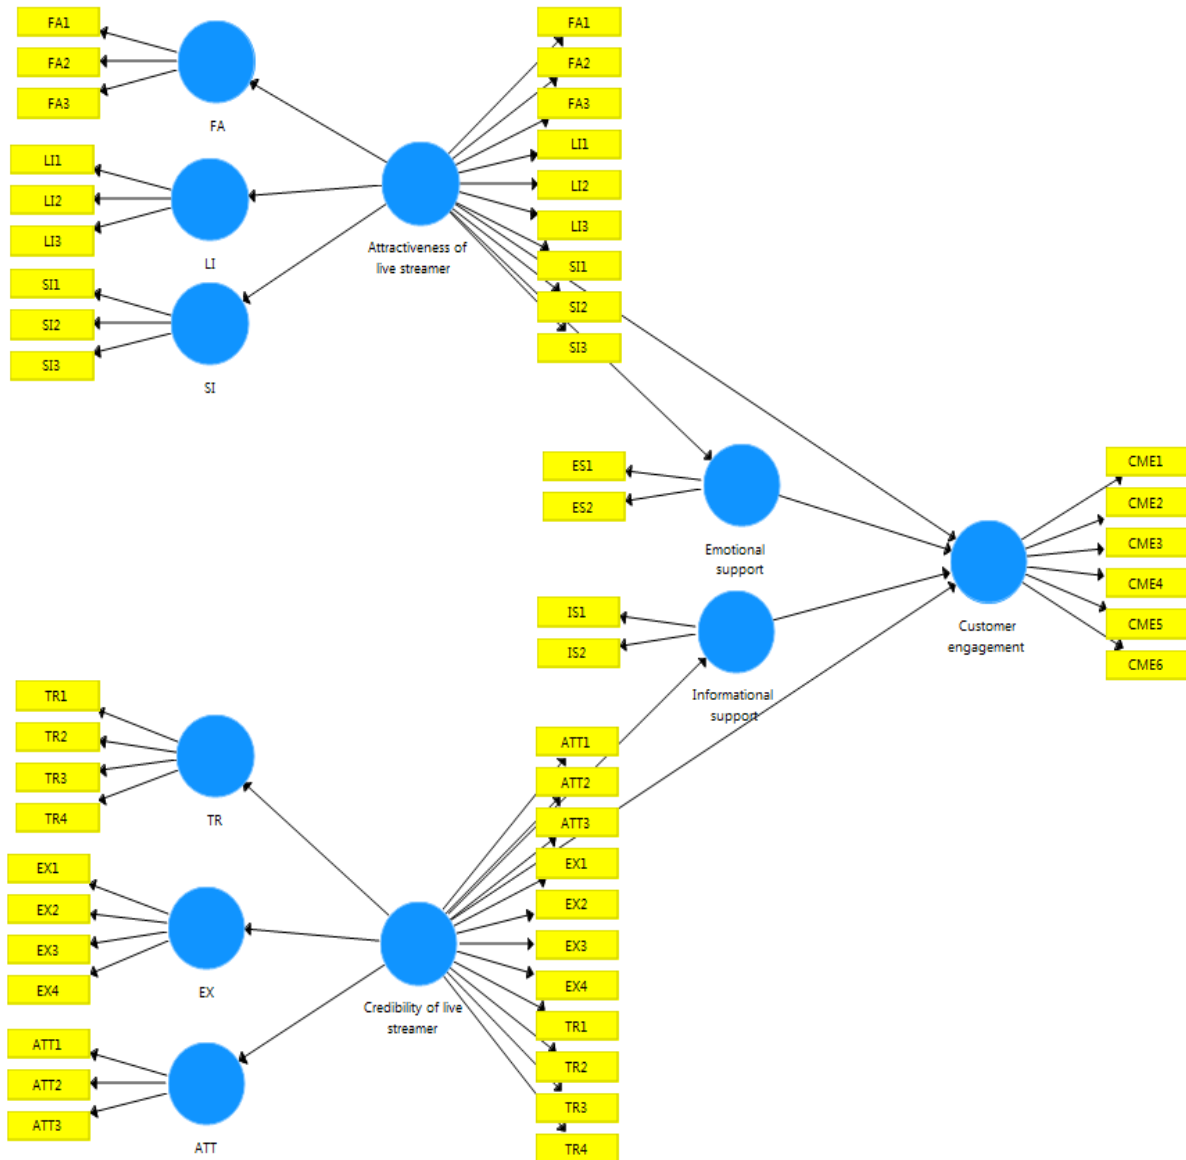 FA1
FA2
FA3
FA
LI1
LI2
LI3
LI
SI1
SI2
SI3
SI
Attractiveness of
live streamer
FA1
FA2
FA3
LI1
LI2
LI3
SI1
SI2
SI3
ES1
ES2
Emotional
support
IS1
IS2
Informational
support
Customer
engagement
CME1
CME2
CME3
CME4
CME5
CME6
TR1
TR2
TR3
TR4
TR
EX1
EX2
EX3
EX4
EX
ATT1
ATT2
ATT3
ATT
Credibility of live
streamer
ATT1
ATT2
ATT3
EX1
EX2
EX3
EX4
TR1
TR2
TR3
TR4